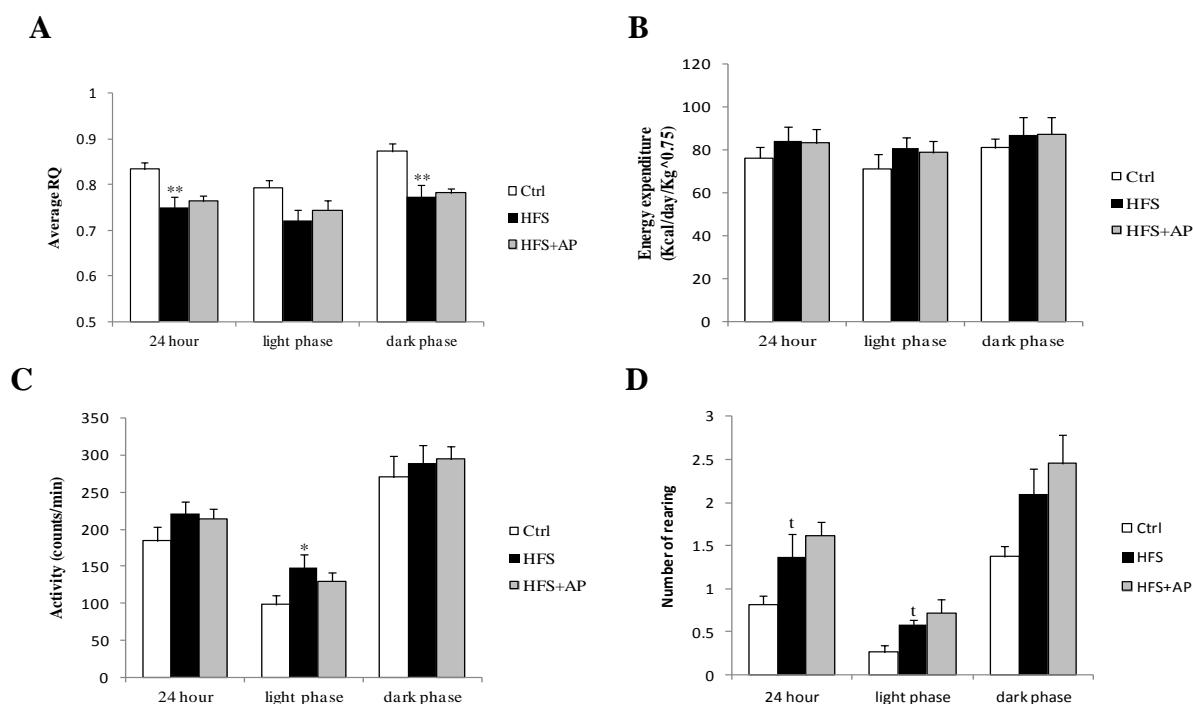 A
Average RQ
1
0.9
0.8
0.7
0.6
0.5
**
**
24 hour
light phase
dark phase
Ctrl
HFS
HFS+AP
B
Energy expenditure
(Kcal/day/Kg^0.75)
120
100
80
60
40
20
0
24 hour
light phase
dark phase
Ctrl
HFS
HFS+AP
C
Activity (counts/min)
350
300
250
200
150
100
50
0
*
24 hour
light phase
dark phase
Ctrl
HFS
HFS+AP
D
Number of rearing
3
2.5
2
1.5
1
0.5
0
t
t
24 hour
light phase
dark phase
Ctrl
HFS
HFS+AP